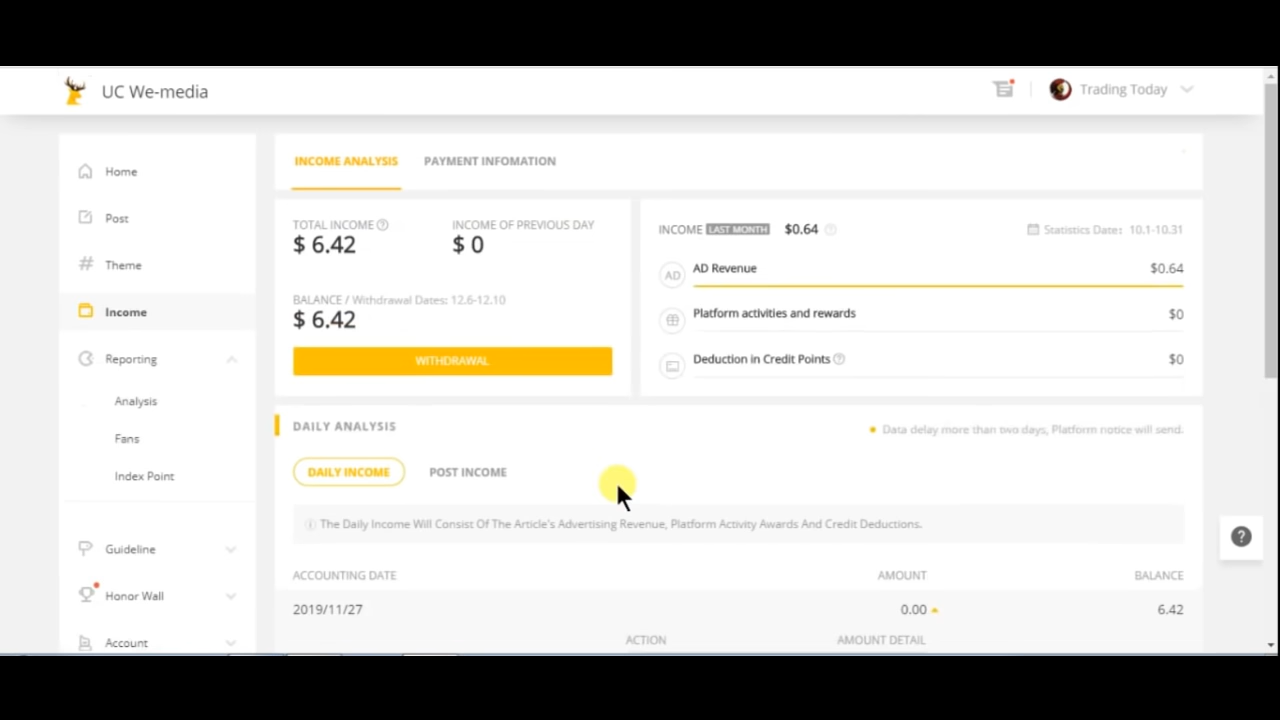 UC We-media
Trading Today
Home
Post
Theme
Income
Reporting
Analysis
Fans
Index Point
Guideline
Honor Wall
Account
INCOME ANALYSIS
PAYMENT INFOMATION
TOTAL INCOME
$ 6.42
INCOME OF PREVIOUS DAY
$ 0
BALANCE / Withdrawal Dates: 12.6-12.10
$ 6.42
WITHDRAWAL
INCOME LAST MONTH $0.64
Statistics Date: 10.1-10.31
AD
AD Revenue $0.64
Platform activities and rewards $0
Deduction in Credit Points $0
DAILY ANALYSIS
Data delay more than two days, Platform notice will send.
DAILY INCOME
POST INCOME
The Daily Income Will Consist Of The Article's Advertising Revenue, Platform Activity Awards And Credit Deductions.
ACCOUNTING DATE AMOUNT BALANCE
2019/11/27 0.00 6.42
ACTION AMOUNT DETAIL